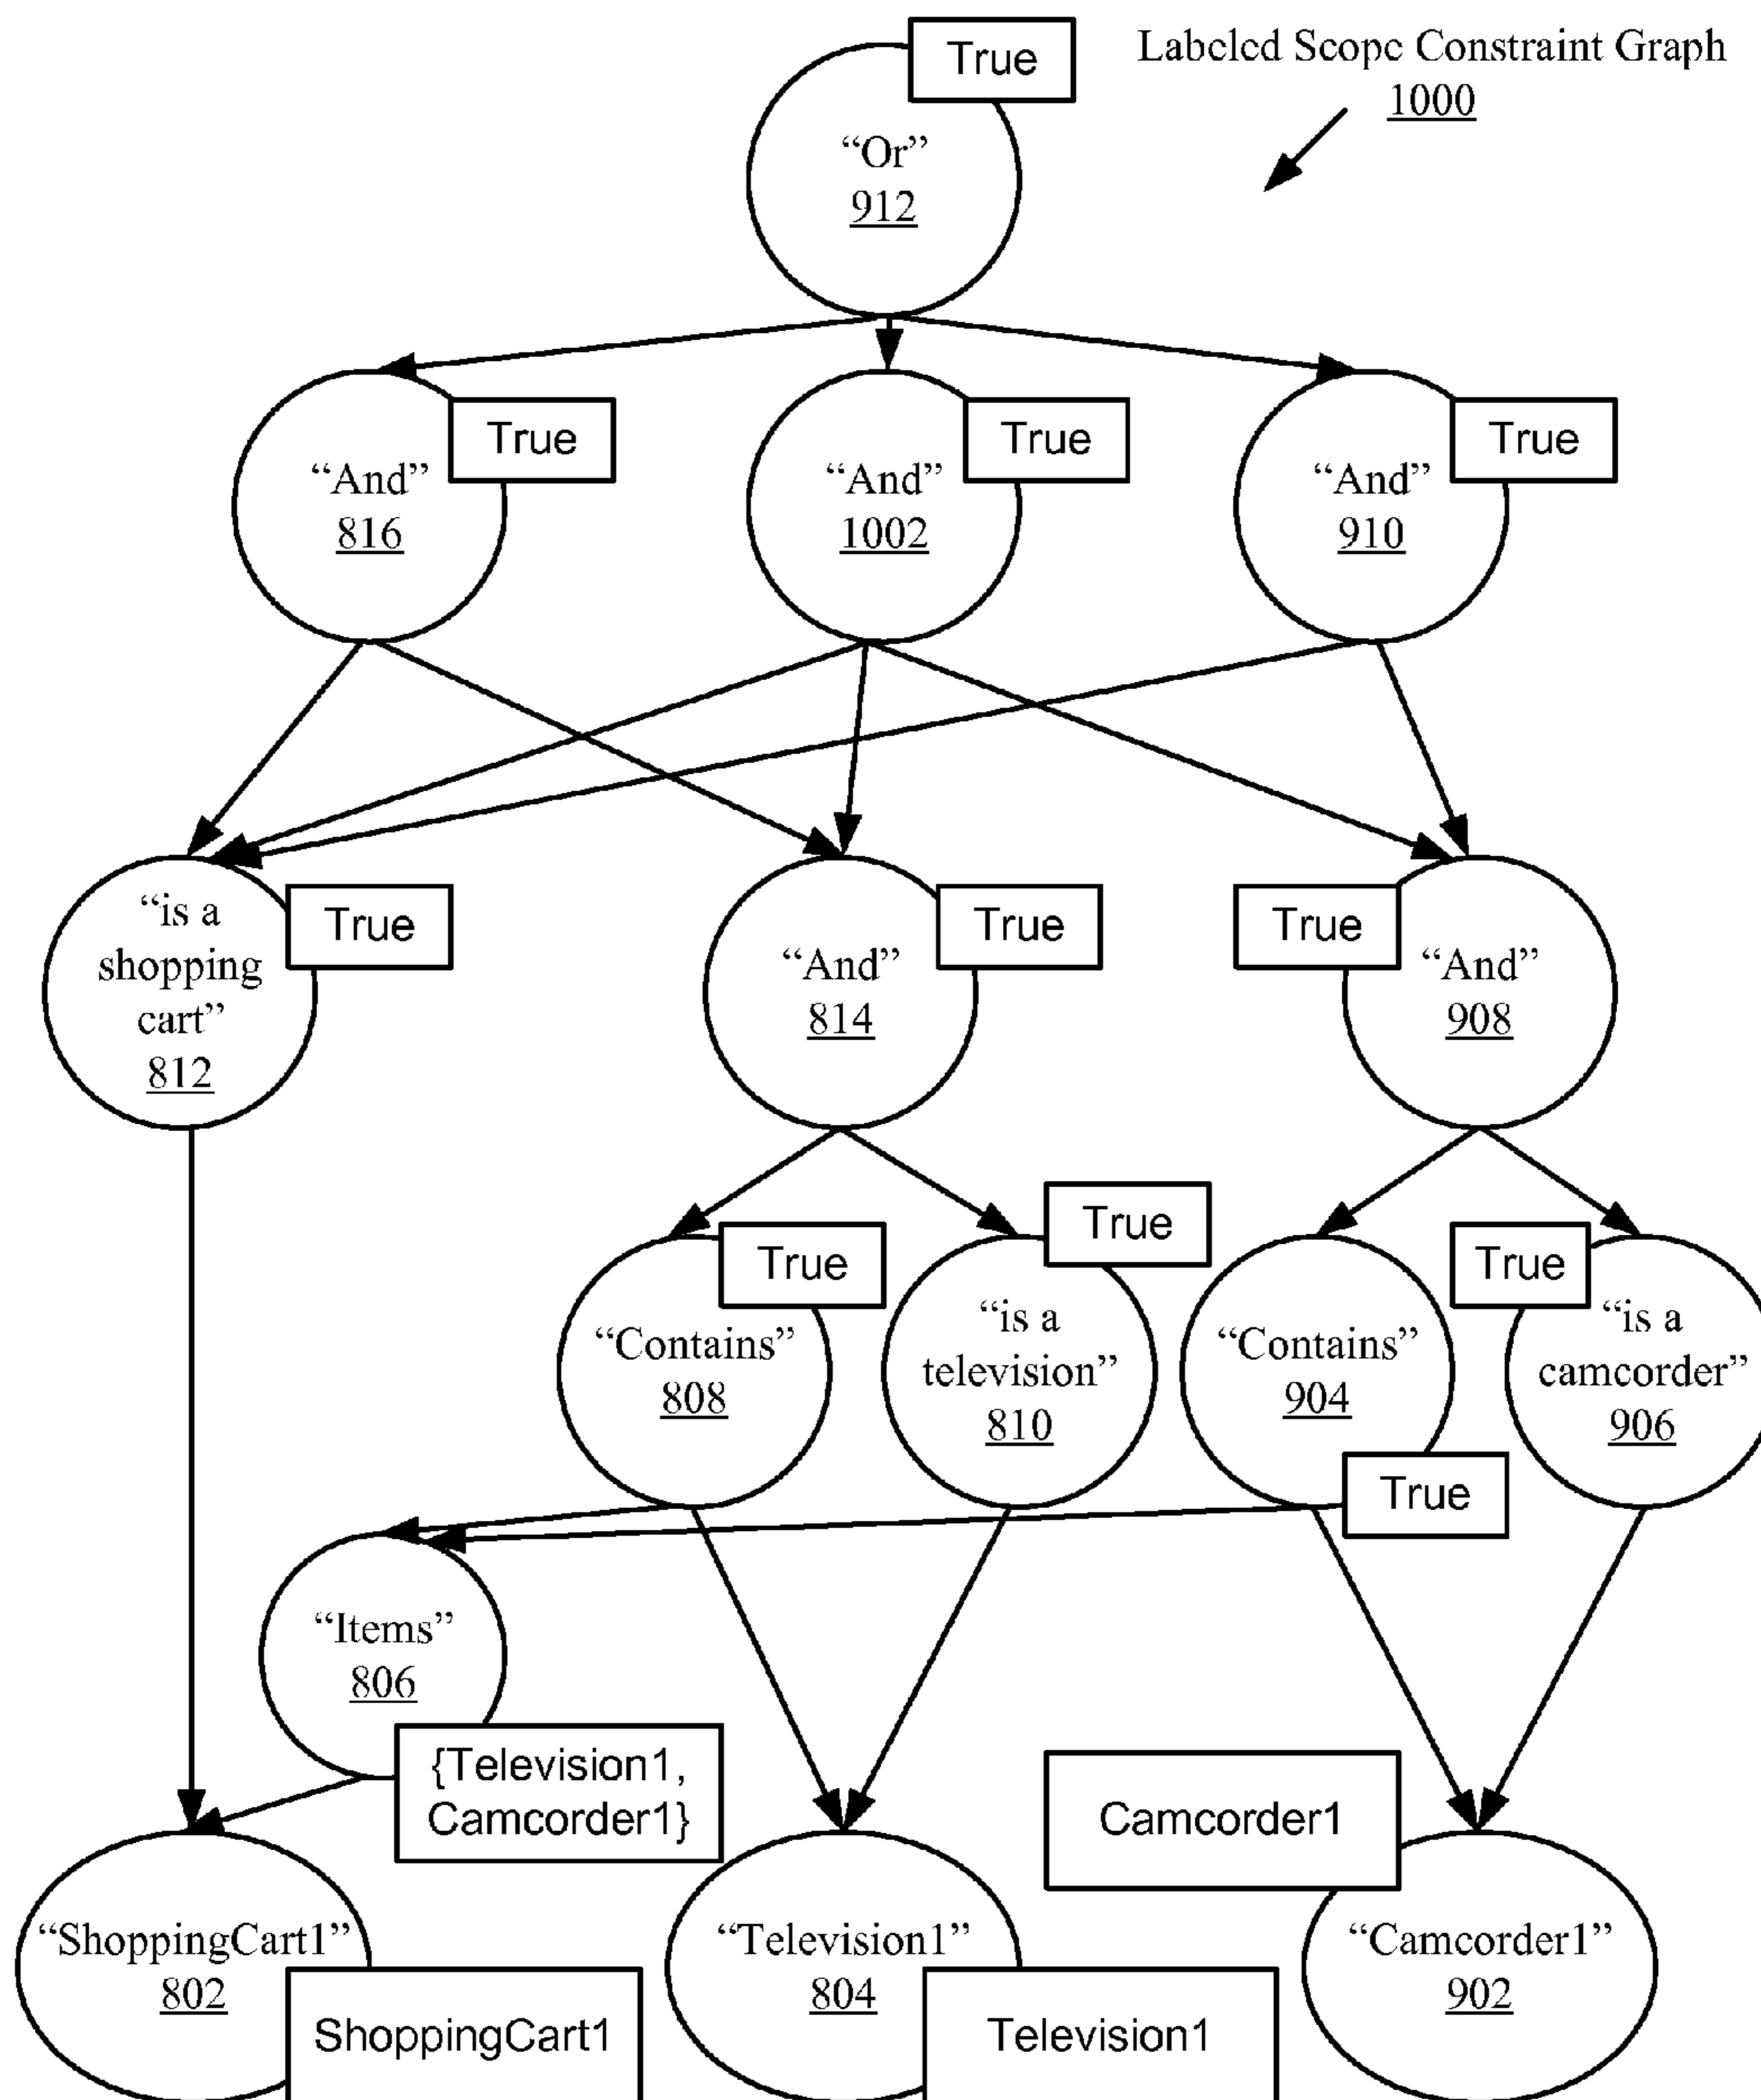 True
Labeled Scope Constraint Graph
1000
“Or”
912
True
True
True
“And”
816
“And”
1002
“And”
910
“is a
shopping
cart”
812
True
“And”
814
True
True
“And”
908
True
True
True
“Contains”
808
“is a
television”
810
“Contains”
904
True
“is a
camcorder”
906
“Items”
806
{Television1,
Camcorder1}
Camcorder1
“ShoppingCart1”
802
ShoppingCart1
“Television1”
804
Television1
“Camcorder1”
902